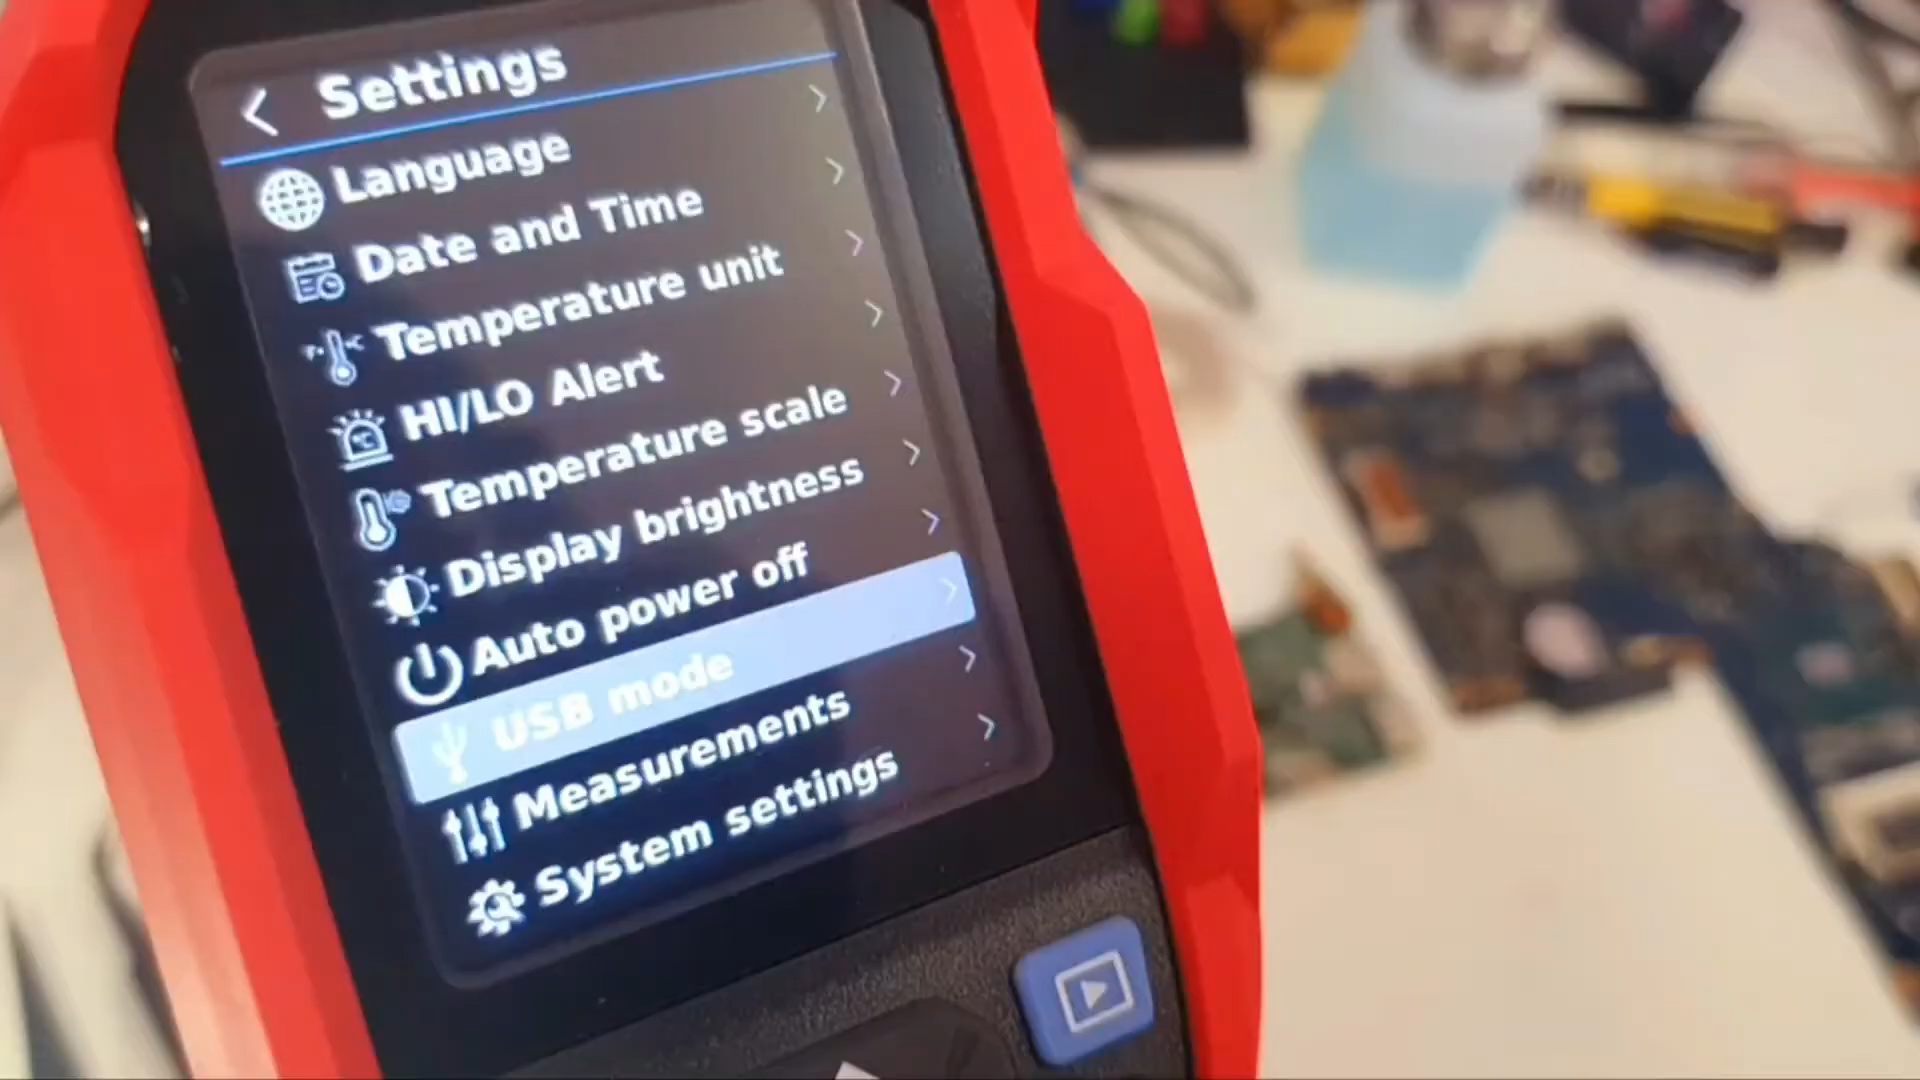 Settings
Language
Date and Time
Temperature unit
HI/LO Alert
Temperature scale
Display brightness
Auto power off
USB mode
Measurements
System settings